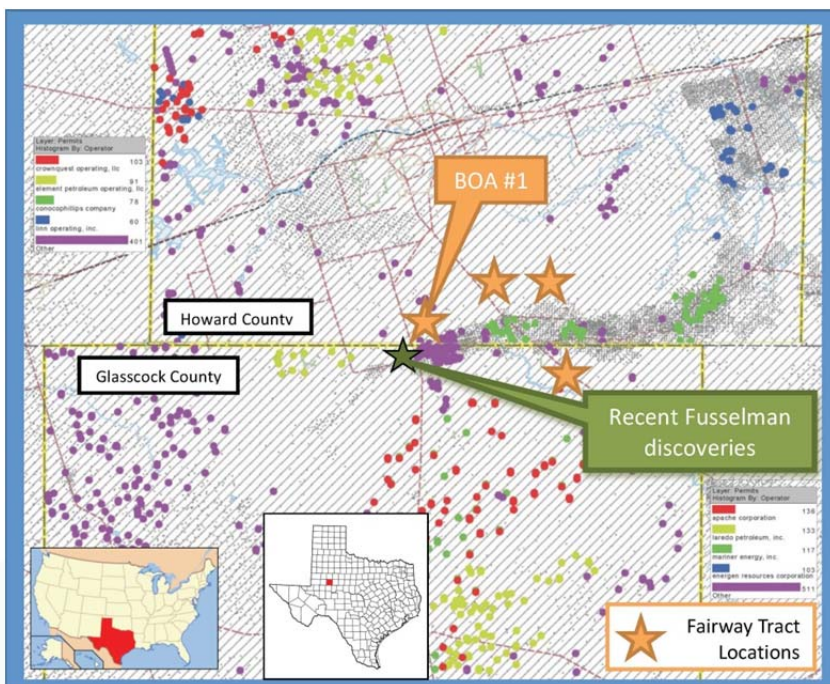 Layer: Permits
Histogram By: Operator
103
crownquest operating, llc
91
element petroleum operating, llc
78
conocophillips company
60
linn operating, inc.
401
Other
BOA #1
Howard County
Glasscock County
Recent Fusselman
discoveries
Layer: Permits
Histogram By: Operator
136
apache corporation
133
laredo petroleum, inc.
117
mariner energy, inc.
103
energen resources corporation
511
Other
Fairway Tract
Locations